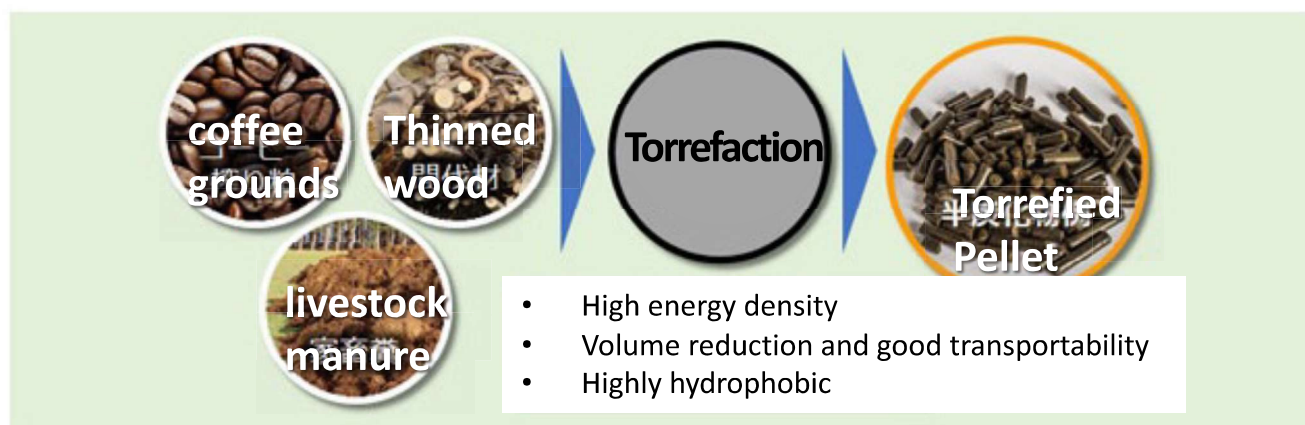 coffee
grounds
Thinned
wood
livestock
manure
Torrefaction
Torrefied
Pellet
• High energy density
• Volume reduction and good transportability
• Highly hydrophobic